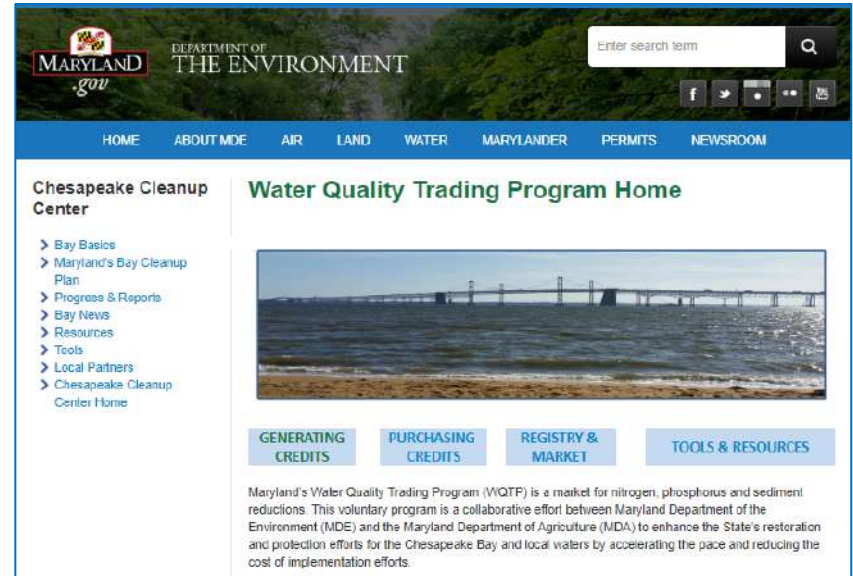 MARYLAND
.gov
DEPARTMENT OF
THE ENVIRONMENT
Enter search term
HOME ABOUT MDE AIR LAND WATER MARYLANDER PERMITS NEWSROOM
Chesapeake Cleanup
Center
Bay Basics
Maryland's Bay Cleanup
Plan
Progress & Reports
Bay News
Resources
Tools
Local Partners
Chesapeake Cleanup
Center Home
Water Quality Trading Program Home
GENERATING
CREDITS
PURCHASING
CREDITS
REGISTRY &
MARKET
TOOLS & RESOURCES
Maryland's Water Quality Trading Program (WQTP) is a market for nitrogen, phosphorus and sediment
reductions. This voluntary program is a collaborative effort between Maryland Department of the
Environment (MDE) and the Maryland Department of Agriculture (MDA) to enhance the State's restoration
and protection efforts for the Chesapeake Bay and local waters by accelerating the pace and reducing the
cost of implementation efforts.